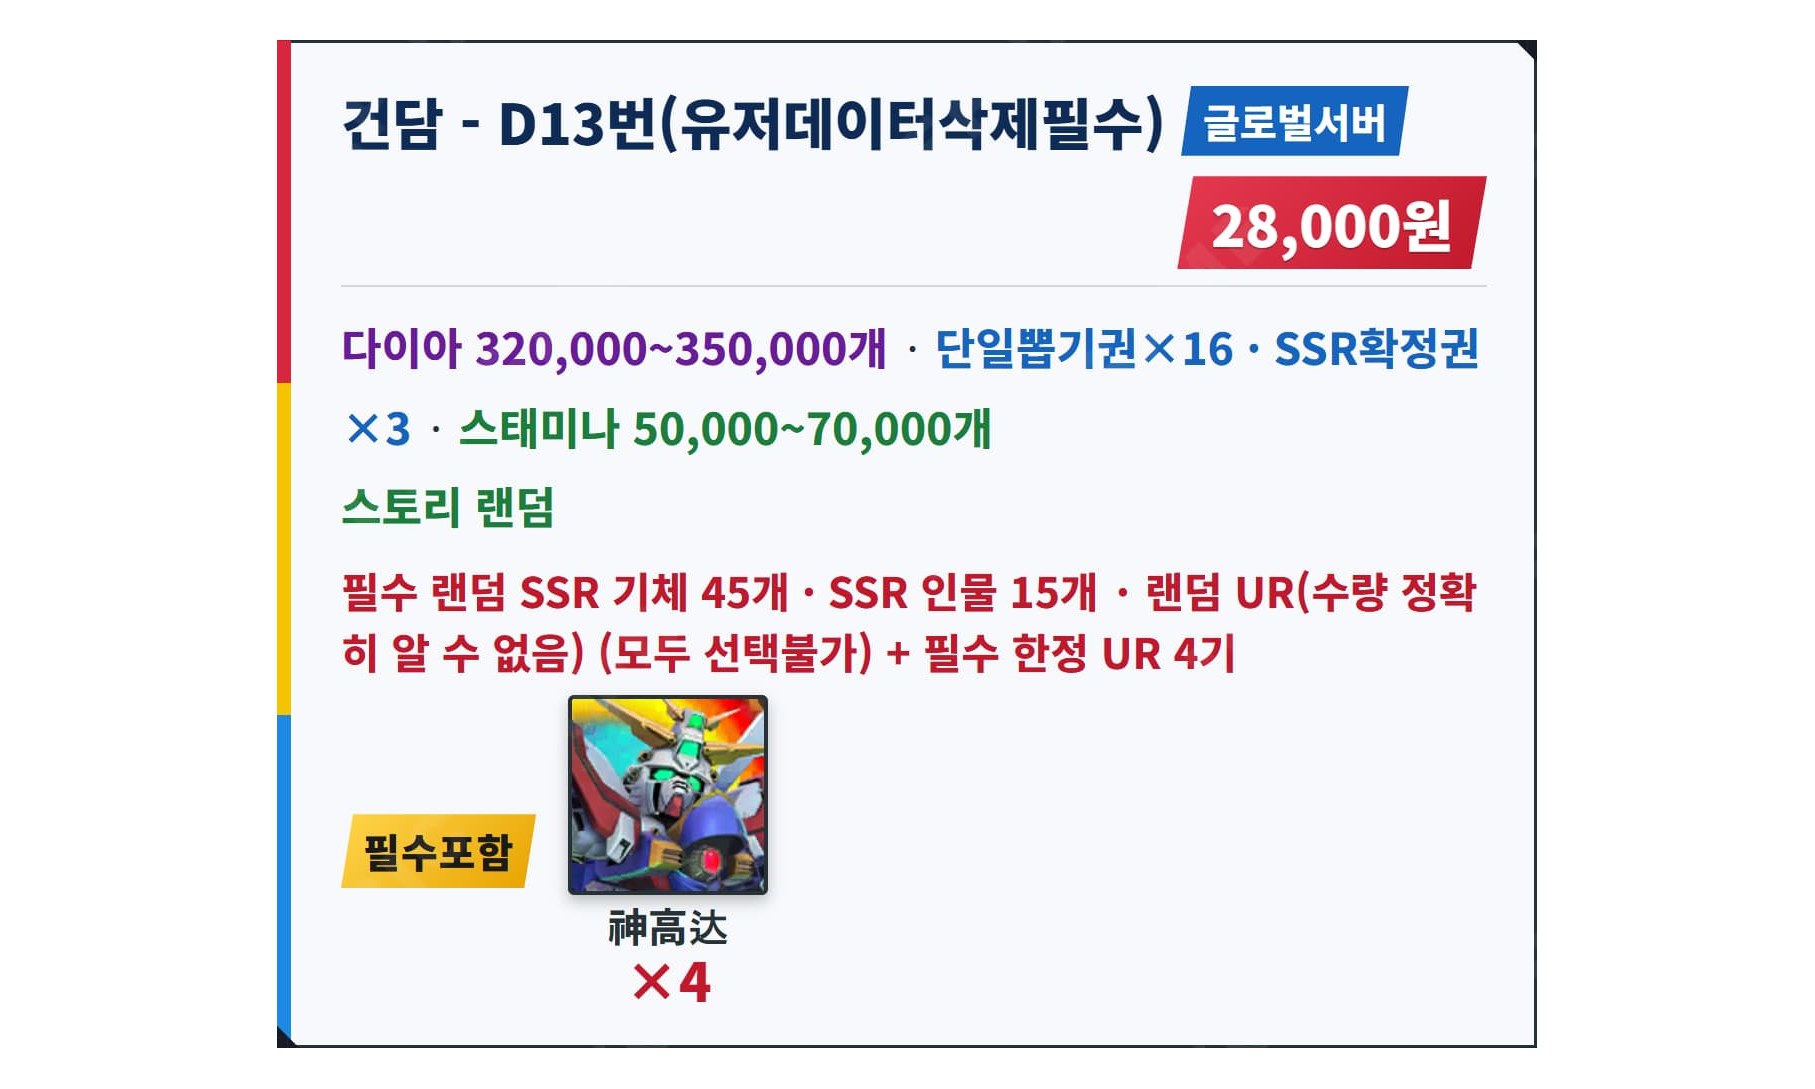 건담 - D13번(유저데이터삭제필수) 글로벌서버
28,000원
다이아 320,000~350,000개 · 단일뽑기권×16 · SSR확정권
×3 · 스태미나 50,000~70,000개
스토리 랜덤
필수 랜덤 SSR 기체 45개 · SSR 인물 15개 · 랜덤 UR(수량 정확
히 알 수 없음) (모두 선택불가) + 필수 한정 UR 4기
필수포함
神高达
×4